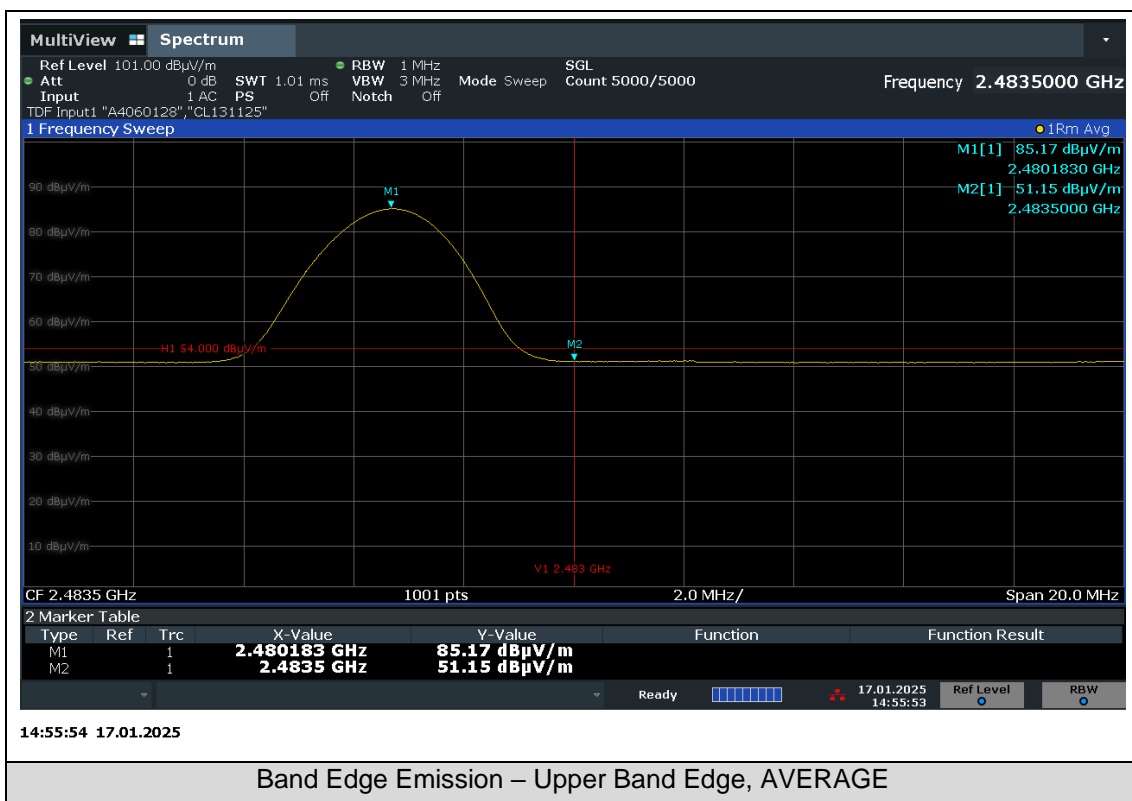 MultiView Spectrum
Ref Level 101.00 dBµV/m RBW 1 MHz SGL
Att 0 dB SWT 1.01 ms VBW 3 MHz Mode Sweep Count 5000/5000 Frequency 2.4835000 GHz
Input 1 AC PS Off Notch Off
TDF Input1 "A4060128","CL131125"
1 Frequency Sweep 1Rm Avg
M1[1] 85.17 dBµV/m
2.4801830 GHz
90 dBµV/m M1 M2[1] 51.15 dBµV/m
2.4835000 GHz
80 dBµV/m
70 dBµV/m
60 dBµV/m
H1 54.000 dBµV/m M2
50 dBµV/m
40 dBµV/m
30 dBµV/m
20 dBµV/m
10 dBµV/m
V1 2.483 GHz
CF 2.4835 GHz 1001 pts 2.0 MHz/ Span 20.0 MHz
2 Marker Table
Type Ref Trc X-Value Y-Value Function Function Result
M1 1 2.480183 GHz 85.17 dBµV/m
M2 1 2.4835 GHz 51.15 dBµV/m
Ready 17.01.2025 Ref Level RBW
14:55:53
14:55:54 17.01.2025
Band Edge Emission – Upper Band Edge, AVERAGE